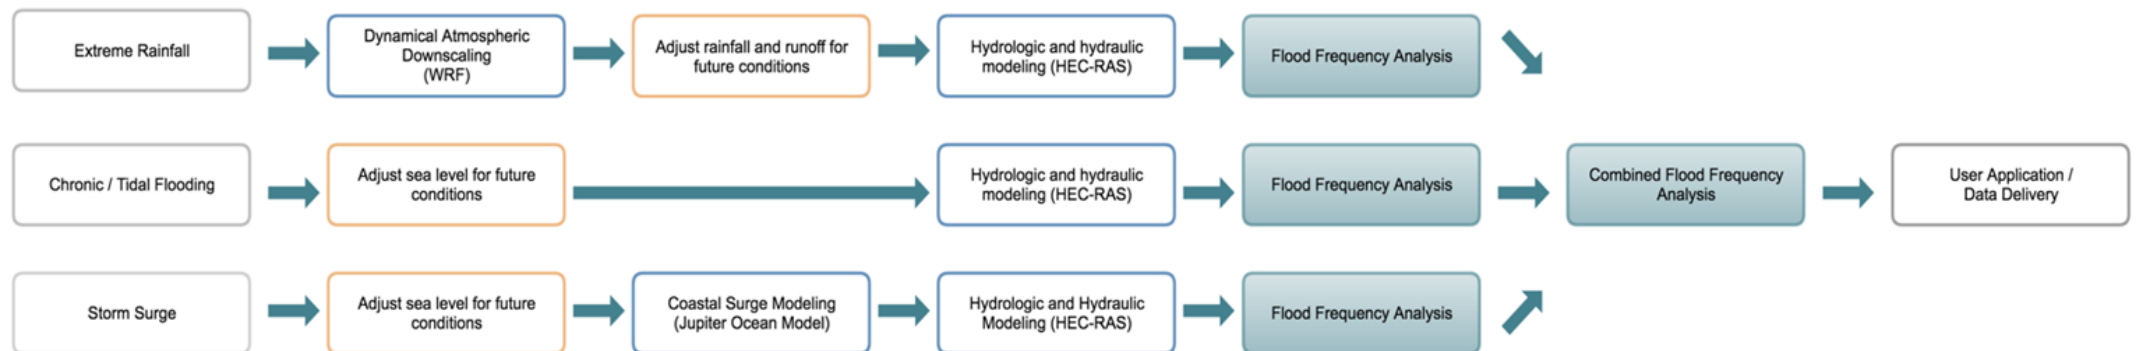 Extreme Rainfall
Dynamical Atmospheric
Downscaling
(WRF)
Adjust rainfall and runoff for
future conditions
Hydrologic and hydraulic
modeling (HEC-RAS)
Flood Frequency Analysis
Chronic / Tidal Flooding
Adjust sea level for future
conditions
Hydrologic and hydraulic
modeling (HEC-RAS)
Flood Frequency Analysis
Combined Flood Frequency
Analysis
User Application /
Data Delivery
Storm Surge
Adjust sea level for future
conditions
Coastal Surge Modeling
(Jupiter Ocean Model)
Hydrologic and Hydraulic
Modeling (HEC-RAS)
Flood Frequency Analysis